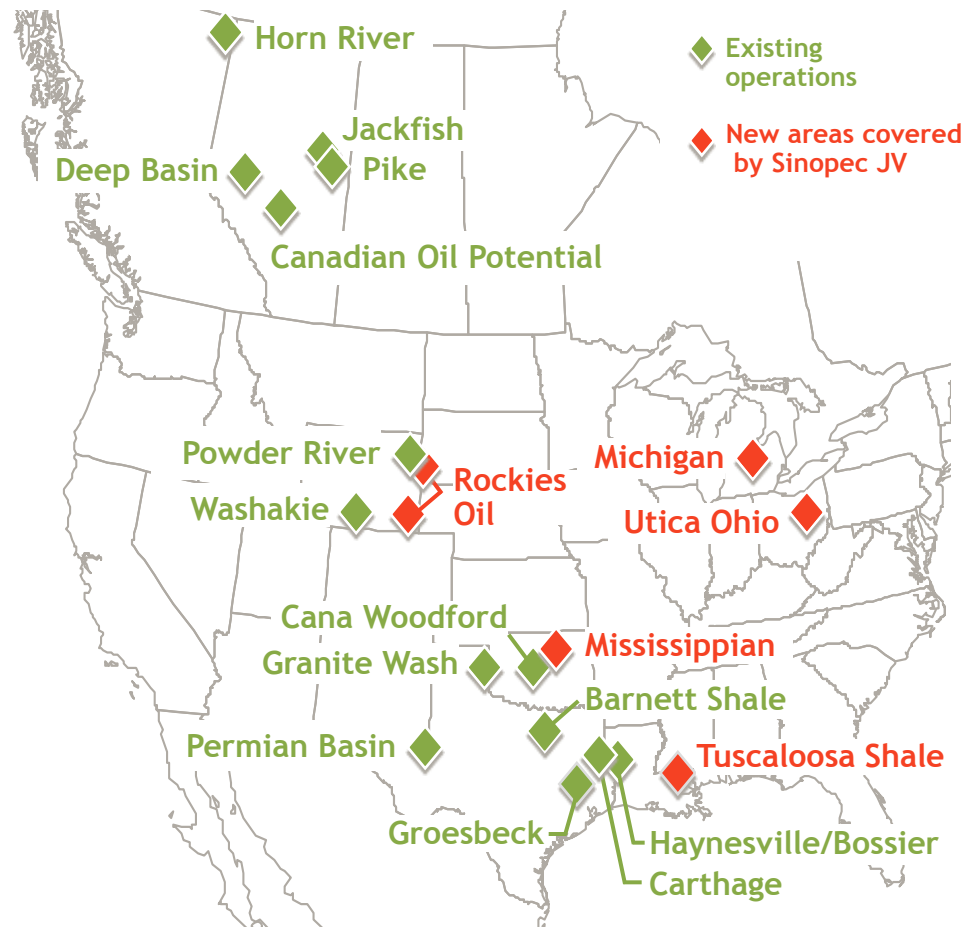 Horn River
Existing
operations
Jackfish
New areas covered
by Sinopec JV
Deep Basin
Pike
Canadian Oil Potential
Powder River
Michigan
Rockies
Oil
Washakie
Utica Ohio
Cana Woodford
Mississippian
Granite Wash
Barnett Shale
Permian Basin
Tuscaloosa Shale
Groesbeck
Haynesville/Bossier
Carthage